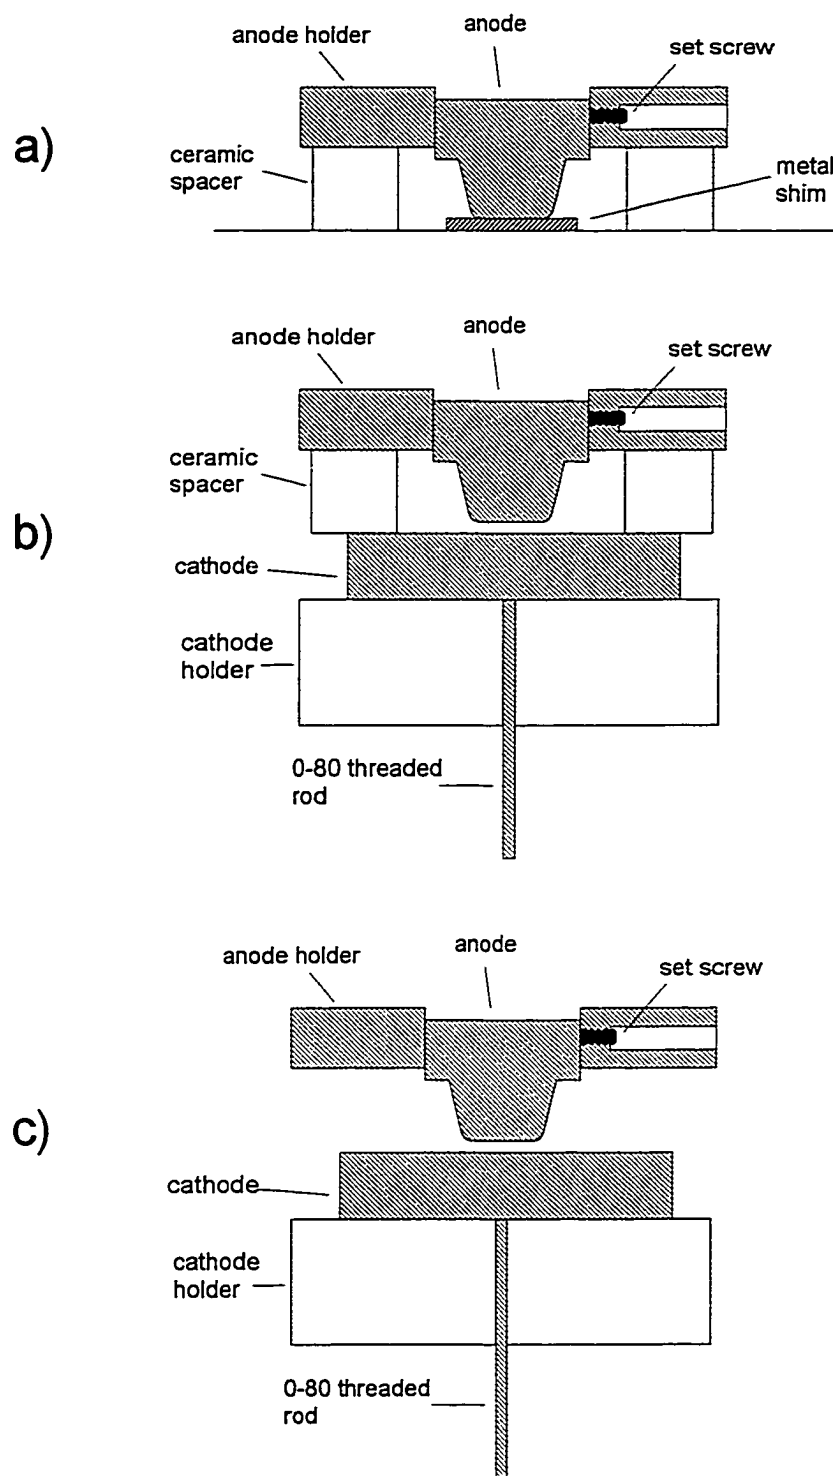 anode holder
anode
set screw
a)
ceramic
spacer
metal
shim
anode holder
anode
set screw
ceramic
spacer
b)
cathode
cathode
holder
0-80 threaded
rod
anode holder
anode
set screw
c)
cathode
cathode
holder
0-80 threaded
rod